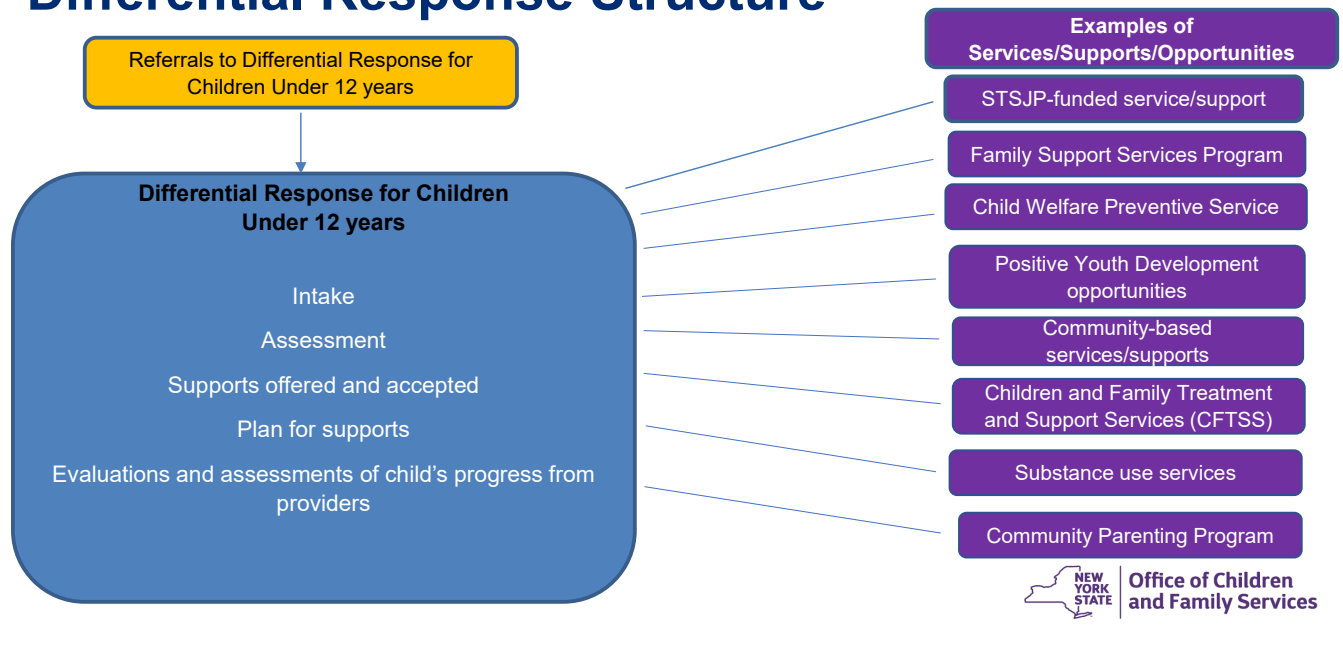 Differential Response Structure
Referrals to Differential Response for
Children Under 12 years
Differential Response for Children
Under 12 years
Intake
Assessment
Supports offered and accepted
Plan for supports
Evaluations and assessments of child’s progress from
providers
Examples of
Services/Supports/Opportunities
STSJP-funded service/support
Family Support Services Program
Child Welfare Preventive Service
Positive Youth Development
opportunities
Community-based
services/supports
Children and Family Treatment
and Support Services (CFTSS)
Substance use services
Community Parenting Program
NEW
YORK
STATE
Office of Children
and Family Services